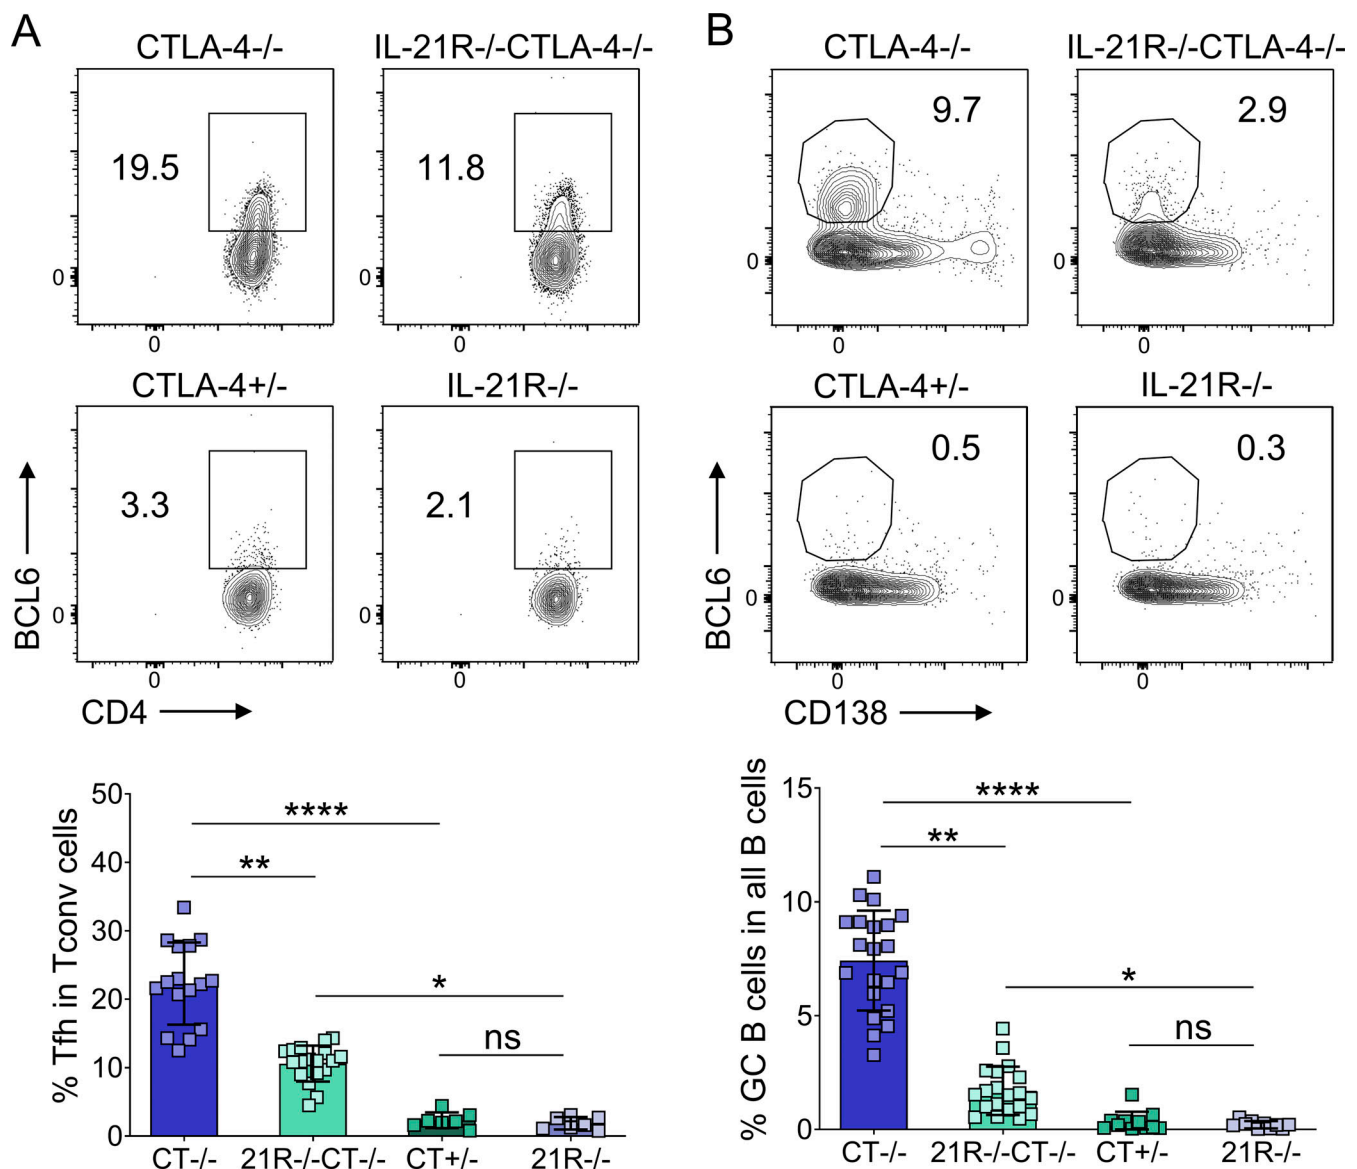 A
B
CTLA-4-/-
IL-21R-/-CTLA-4-/-
CTLA-4-/-
IL-21R-/-CTLA-4-/-
19.5
11.8
9.7
2.9
0
0
0
0
0
0
0
0
CTLA-4+/-
IL-21R-/-
CTLA-4+/-
IL-21R-/-
3.3
2.1
0.5
0.3
0
0
0
0
0
0
0
0
BCL6
BCL6
CD4
CD138
% Tfh in Tconv cells
50
40
30
20
10
0
****
**
*
ns
CT-/-
21R-/-CT-/-
CT+/-
21R-/-
% GC B cells in all B cells
15
10
5
0
****
**
*
ns
CT-/-
21R-/-CT-/-
CT+/-
21R-/-